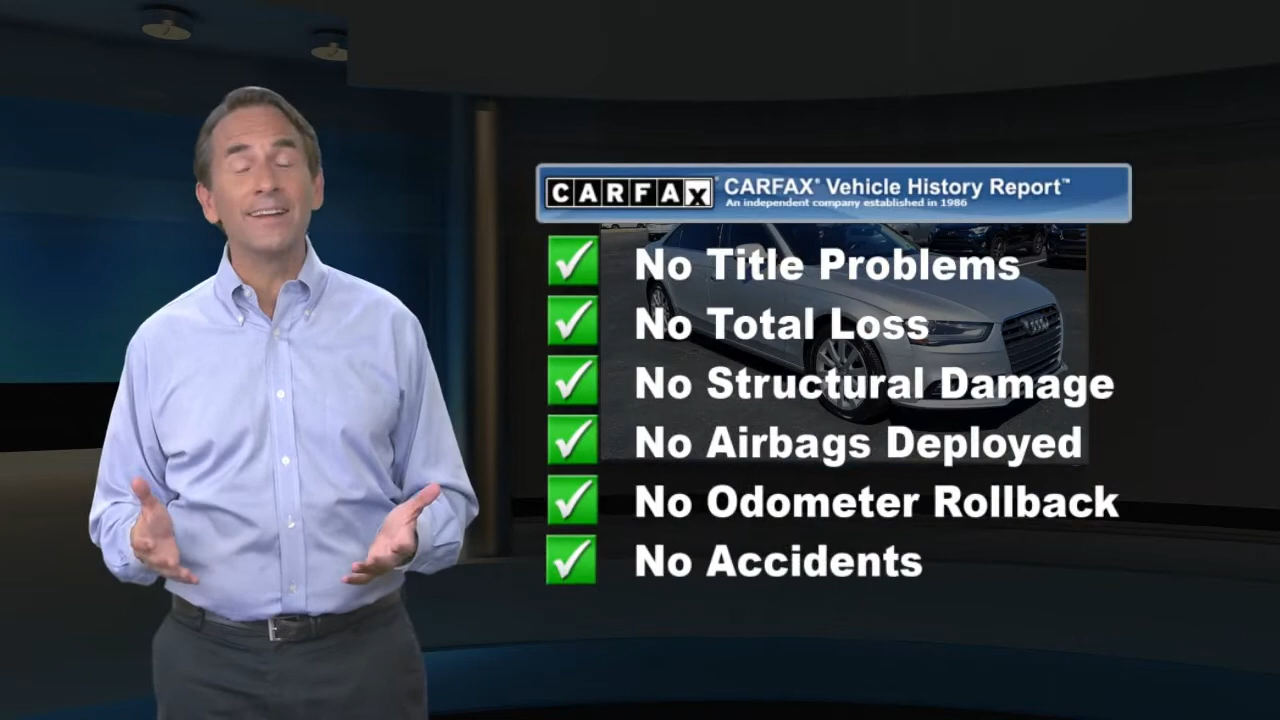 CARFAX® CARFAX® Vehicle History Report™
An independent company established in 1986
No Title Problems
No Total Loss
No Structural Damage
No Airbags Deployed
No Odometer Rollback
No Accidents